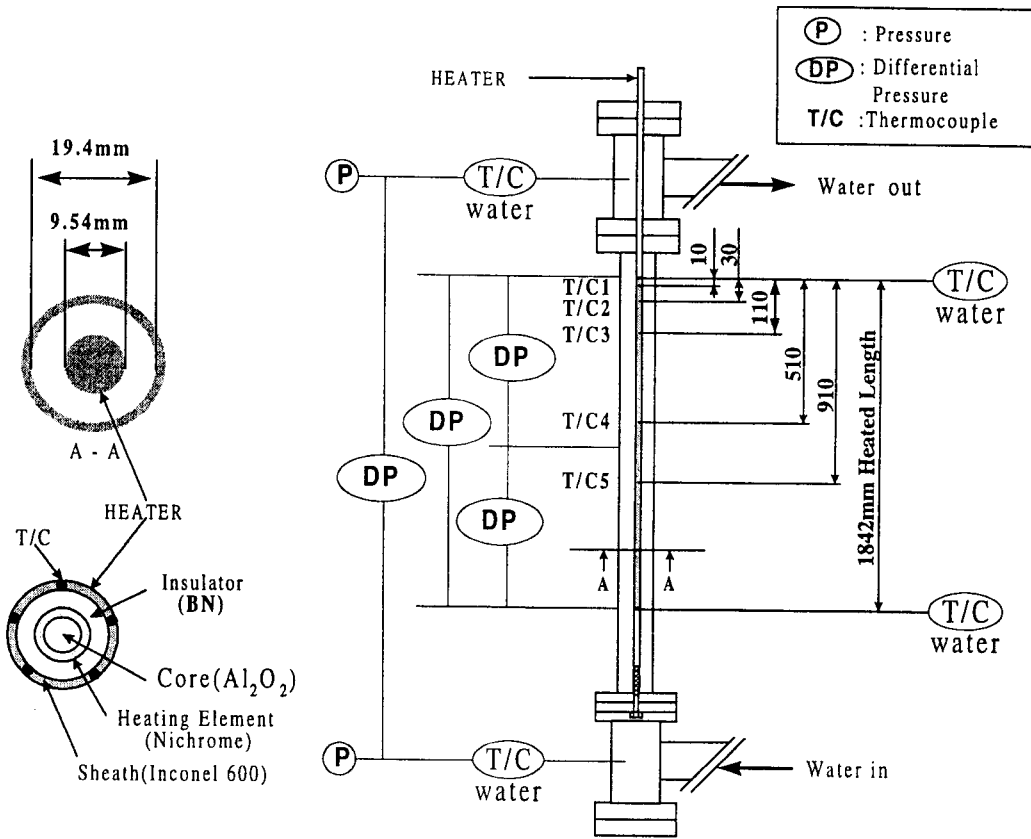 P : Pressure
DP : Differential
Pressure
T/C :Thermocouple
HEATER
19.4mm
9.54mm
A - A
HEATER
T/C
Insulator
(BN)
Core(Al₂O₂)
Heating Element
(Nichrome)
Sheath(Inconel 600)
P
T/C
water
Water out
10
30
T/C1
T/C2
T/C3
T/C4
T/C5
110
510
910
1842mm Heated Length
T/C
water
DP
DP
DP
DP
A
A
T/C
water
P
T/C
water
Water in